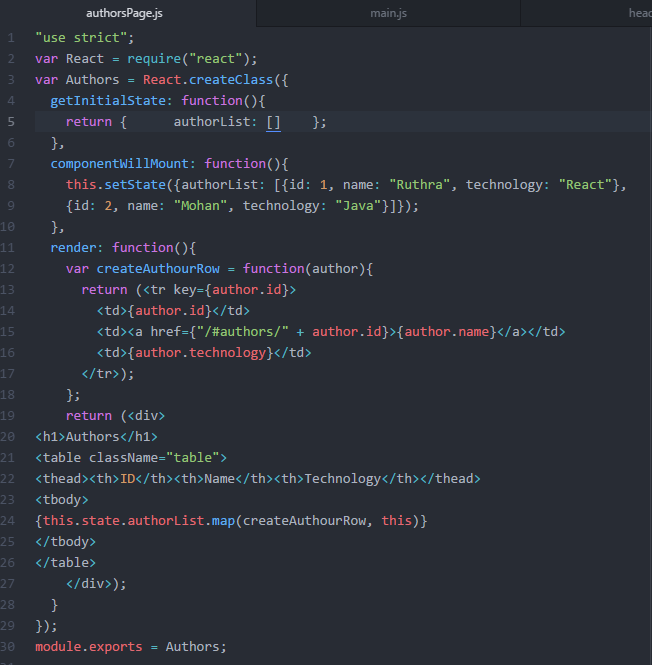 authorsPage.js main.js head
1 "use strict";
2 var React = require("react");
3 var Authors = React.createClass({
4   getInitialState: function(){
5     return {      authorList: []    };
6   },
7   componentWillMount: function(){
8     this.setState({authorList: [{id: 1, name: "Ruthra", technology: "React"},
9     {id: 2, name: "Mohan", technology: "Java"}]});
10   },
11   render: function(){
12     var createAuthourRow = function(author){
13       return (<tr key={author.id}>
14         <td>{author.id}</td>
15         <td><a href={"/#authors/" + author.id}>{author.name}</a></td>
16         <td>{author.technology}</td>
17       </tr>);
18     };
19     return (<div>
20 <h1>Authors</h1>
21 <table className="table">
22 <thead><th>ID</th><th>Name</th><th>Technology</th></thead>
23 <tbody>
24 {this.state.authorList.map(createAuthourRow, this)}
25 </tbody>
26 </table>
27     </div>);
28   }
29 });
30 module.exports = Authors;